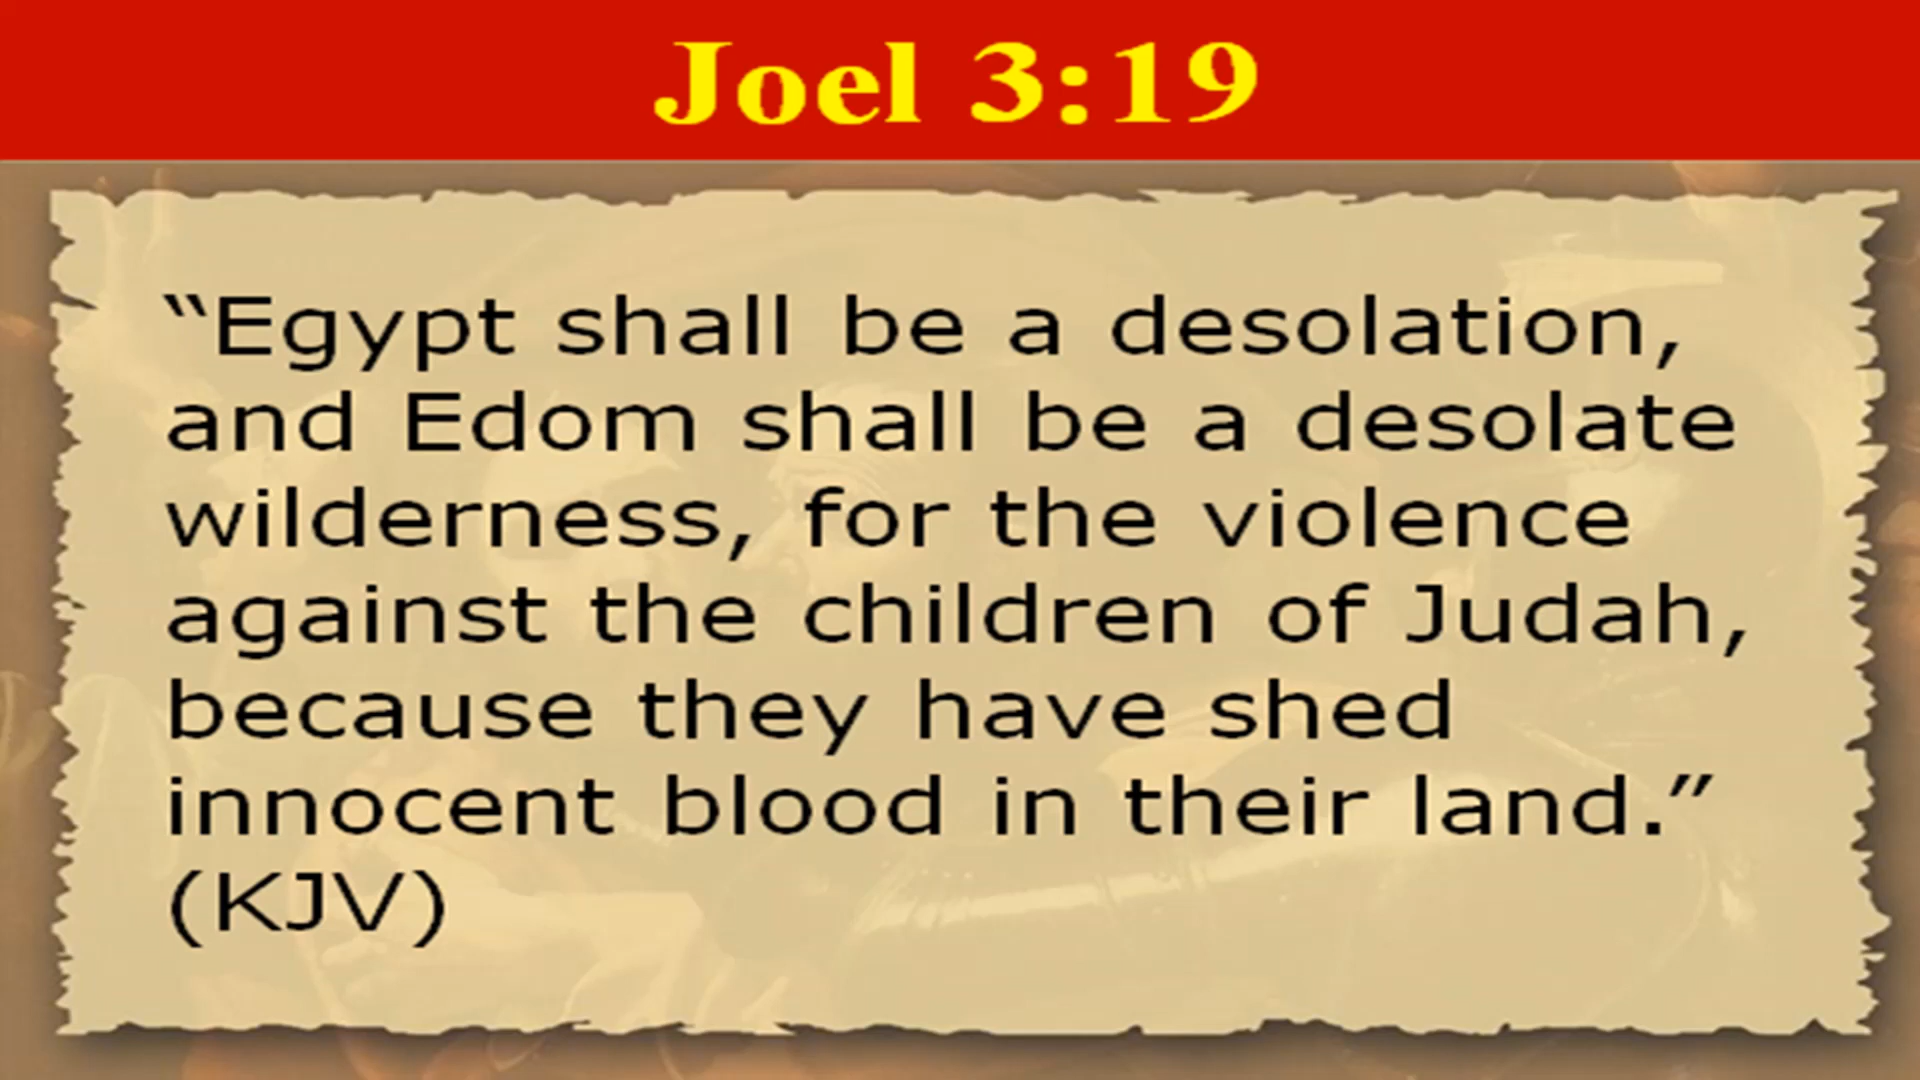 Joel 3:19
“Egypt shall be a desolation,
and Edom shall be a desolate
wilderness, for the violence
against the children of Judah,
because they have shed
innocent blood in their land.”
(KJV)